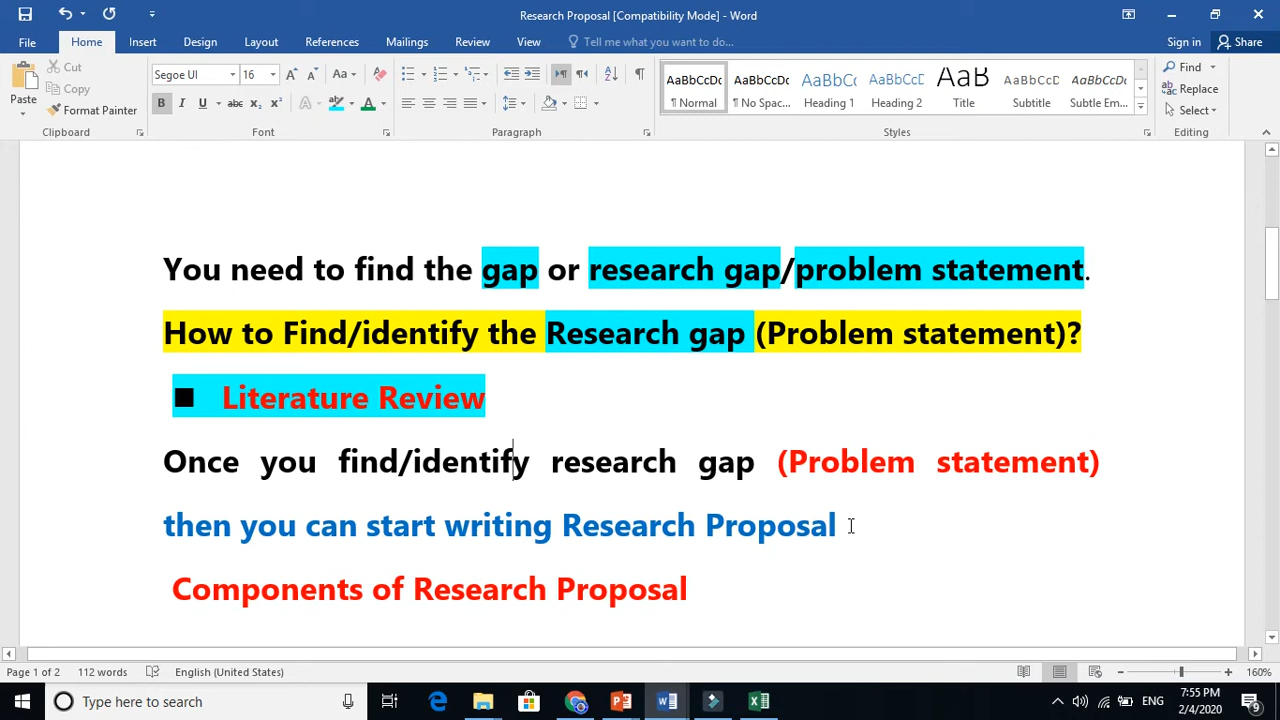 Research Proposal [Compatibility Mode] - Word
File Home Insert Design Layout References Mailings Review View Tell me what you want to do... Sign in Share
Paste Cut Copy Format Painter Clipboard
Segoe UI 16 Font
Paragraph
AaBbCcDc AaBbCcDc AaBbCc AaBbCcD AaB AaBbCcD AaBbCcD
¶ Normal ¶ No Spac... Heading 1 Heading 2 Title Subtitle Subtle Em...
Styles
Find Replace Select Editing
You need to find the gap or research gap/problem statement.
How to Find/identify the Research gap (Problem statement)?
■ Literature Review
Once you find/identify research gap (Problem statement)
then you can start writing Research Proposal
Components of Research Proposal
Page 1 of 2 112 words English (United States) 160%
Type here to search ENG 7:55 PM
2/4/2020 9